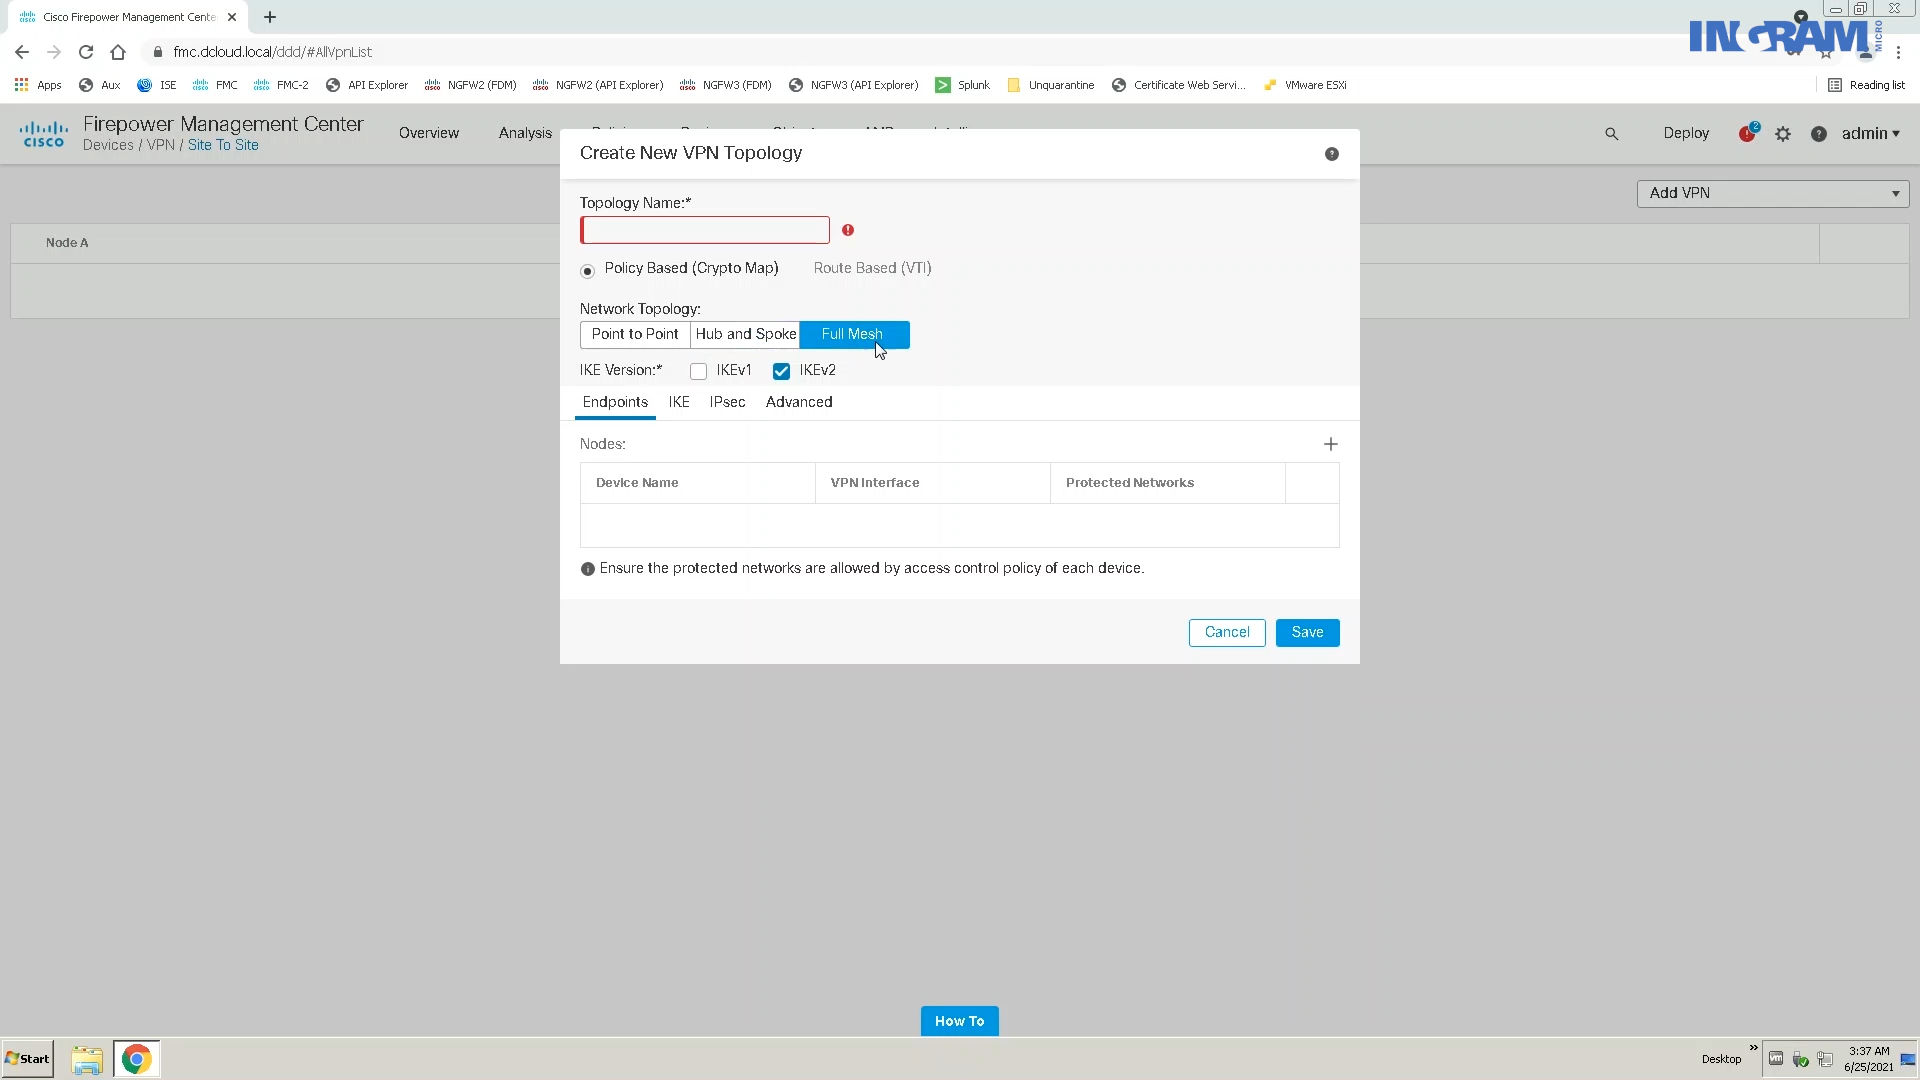 Cisco Firepower Management Cente
INGRAM MICRO
fmc.dcloud.local/ddd/#AllVpnList
Apps Aux ISE FMC FMC-2 API Explorer NGFW2 (FDM) NGFW2 (API Explorer) NGFW3 (FDM) NGFW3 (API Explorer) Splunk Unquarantine Certificate Web Servi... VMware ESXi Reading list
cisco
Firepower Management Center
Devices / VPN / Site To Site
Overview Analysis
Deploy 2 admin
Create New VPN Topology
Add VPN
Node A
Topology Name:*
Policy Based (Crypto Map) Route Based (VTI)
Network Topology:
Point to Point Hub and Spoke Full Mesh
IKE Version:* IKEv1 IKEv2
Endpoints IKE IPsec Advanced
Nodes:
Device Name VPN Interface Protected Networks
Ensure the protected networks are allowed by access control policy of each device.
Cancel Save
How To
Start
Desktop
3:37 AM
6/25/2021